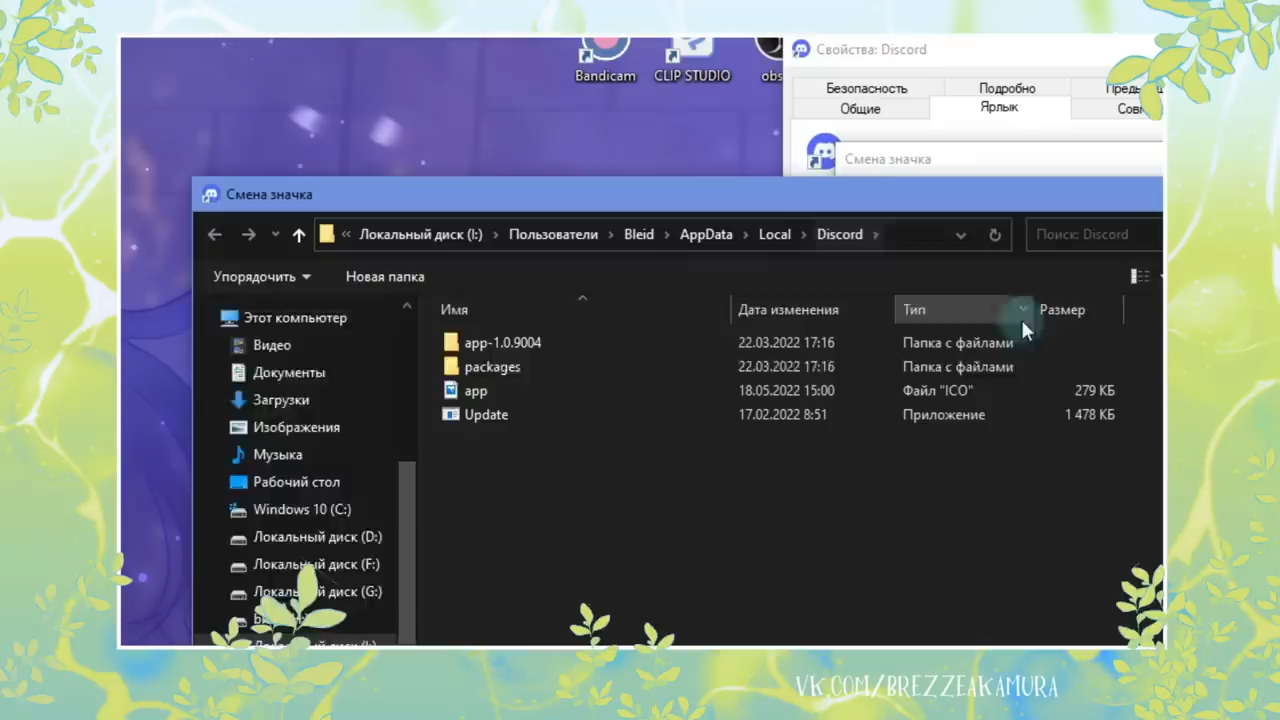 Bandicam
CLIP STUDIO
obs
Свойства: Discord
Безопасность
Подробно
Общие
Ярлык
Смена значка
Смена значка
« Локальный диск (I:) › Пользователи › Bleid › AppData › Local › Discord ›
Поиск: Discord
Упорядочить
Новая папка
Этот компьютер
Видео
Документы
Загрузки
Изображения
Музыка
Рабочий стол
Windows 10 (C:)
Локальный диск (D:)
Локальный диск (F:)
Локальный диск (G:)
Имя Дата изменения Тип Размер
app-1.0.9004 22.03.2022 17:16 Папка с файлами
packages 22.03.2022 17:16 Папка с файлами
app 18.05.2022 15:00 Файл "ICO" 279 КБ
Update 17.02.2022 8:51 Приложение 1 478 КБ
VK.COM/BREZZEAKAMURA